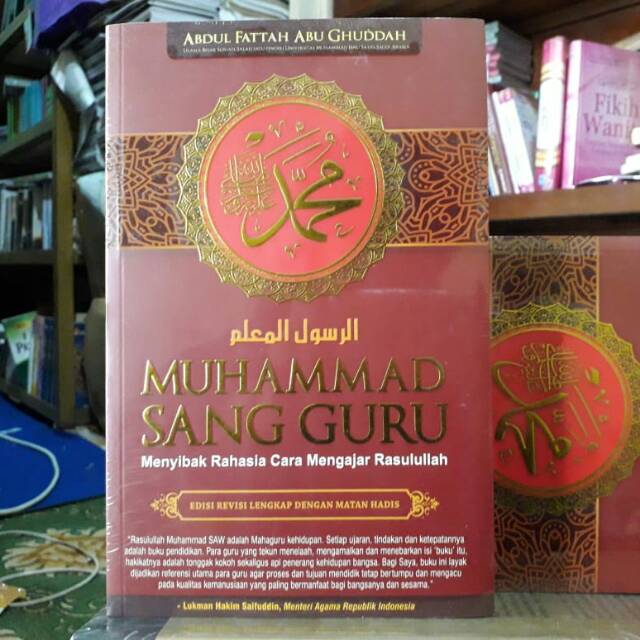 ABDUL FATTAH ABU GHUDDAH
محمد
الرسول المعلم
MUHAMMAD
SANG GURU
Menyibak Rahasia Cara Mengajar Rasulullah
EDISI REVISI LENGKAP DENGAN MATAN HADIS
"Rasulullah Muhammad SAW adalah Mahaguru kehidupan. Setiap ujaran, tindakan dan ketepatannya
adalah buku pendidikan. Para guru yang tekun menelaah, mengamalkan dan menebarkan isi "buku" itu,
hakikatnya adalah tonggak kokoh sekaligus api penerang kehidupan bangsa. Bagi Saya, buku ini layak
dijadikan referensi utama para guru agar proses dan tujuan mendidik tetap bertumpu dan mengacu
pada kualitas kemanusiaan yang paling bermanfaat bagi bangsanya dan sesama."
- Lukman Hakim Saifuddin, Menteri Agama Republik Indonesia
Fikih
Wani
محمد